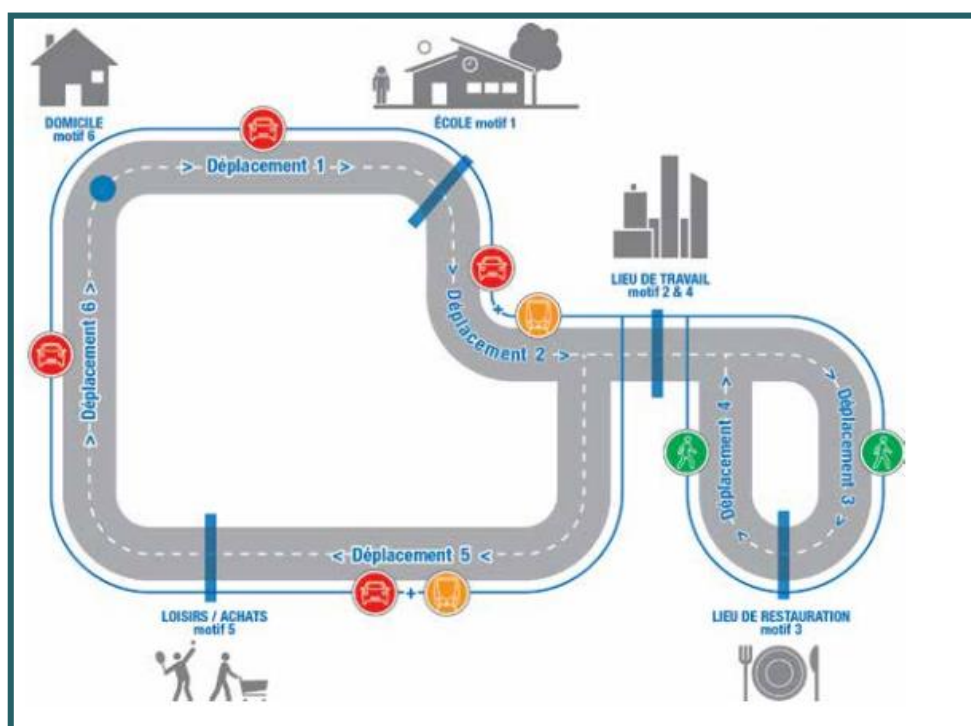 DOMICILE
motif 6
ÉCOLE motif 1
> Déplacement 1 >
LIEU DE TRAVAIL
motif 2 & 4
> Déplacement 2 >
+
> Déplacement 6 >
> Déplacement 4 >
> Déplacement 3 >
< Déplacement 5 <
+
LOISIRS / ACHATS
motif 5
LIEU DE RESTAURATION
motif 3